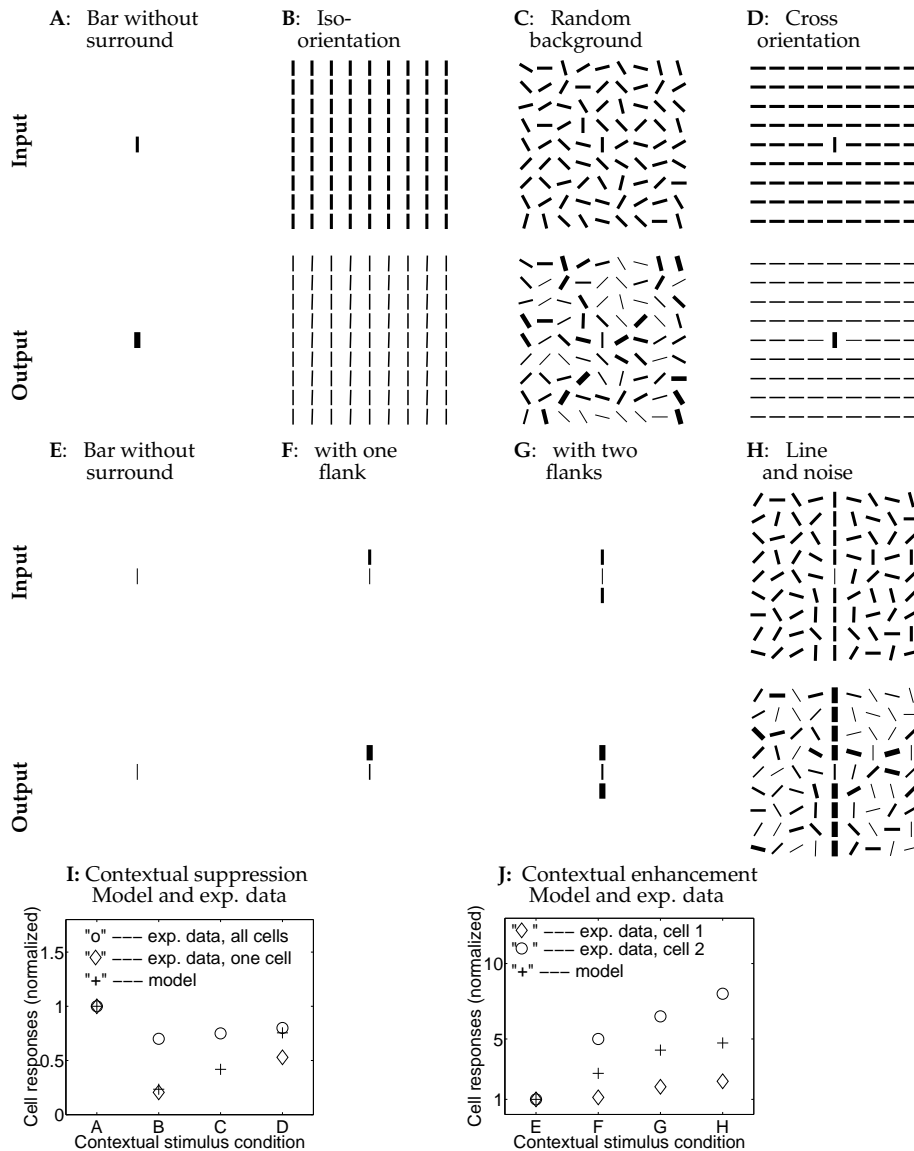 A: Bar without
surround
B: Iso-
orientation
C: Random
background
D: Cross
orientation
Input
Output
E: Bar without
surround
F: with one
flank
G: with two
flanks
H: Line
and noise
Input
Output
I: Contextual suppression
Model and exp. data
Cell responses (normalized)
1.5
1
0.5
0
"o" --- exp. data, all cells
"◇" --- exp. data, one cell
"+" --- model
A B C D
Contextual stimulus condition
J: Contextual enhancement
Model and exp. data
Cell responses (normalized)
10
5
1
"◇" --- exp. data, cell 1
"○" --- exp. data, cell 2
"+" --- model
E F G H
Contextual stimulus condition